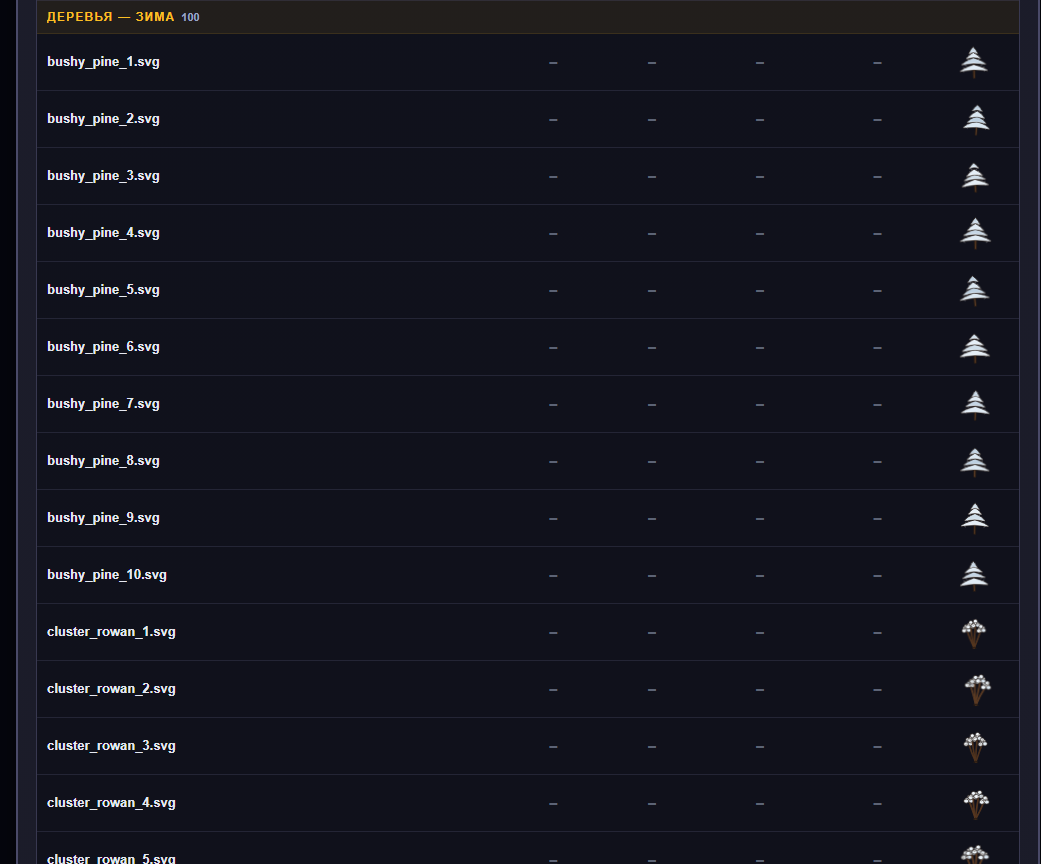 ДЕРЕВЬЯ — ЗИМА 100
bushy_pine_1.svg – – – –
bushy_pine_2.svg – – – –
bushy_pine_3.svg – – – –
bushy_pine_4.svg – – – –
bushy_pine_5.svg – – – –
bushy_pine_6.svg – – – –
bushy_pine_7.svg – – – –
bushy_pine_8.svg – – – –
bushy_pine_9.svg – – – –
bushy_pine_10.svg – – – –
cluster_rowan_1.svg – – – –
cluster_rowan_2.svg – – – –
cluster_rowan_3.svg – – – –
cluster_rowan_4.svg – – – –
cluster_rowan_5.svg – – – –